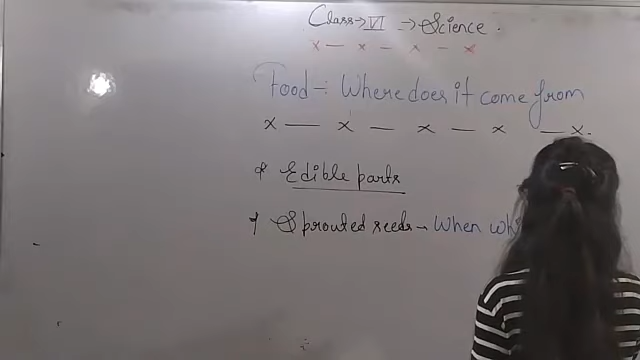 Class → VI → Science.
x — x — x — x
Food :- Where does it come from
x — x — x — x — x.
* Edible parts
* Sprouted seeds → When